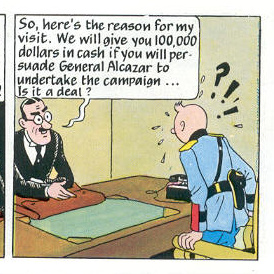 So, here's the reason for my
visit. We will give you 100,000
dollars in cash if you will per-
suade General Alcazar to
undertake the campaign ...
Is it a deal?
?!!